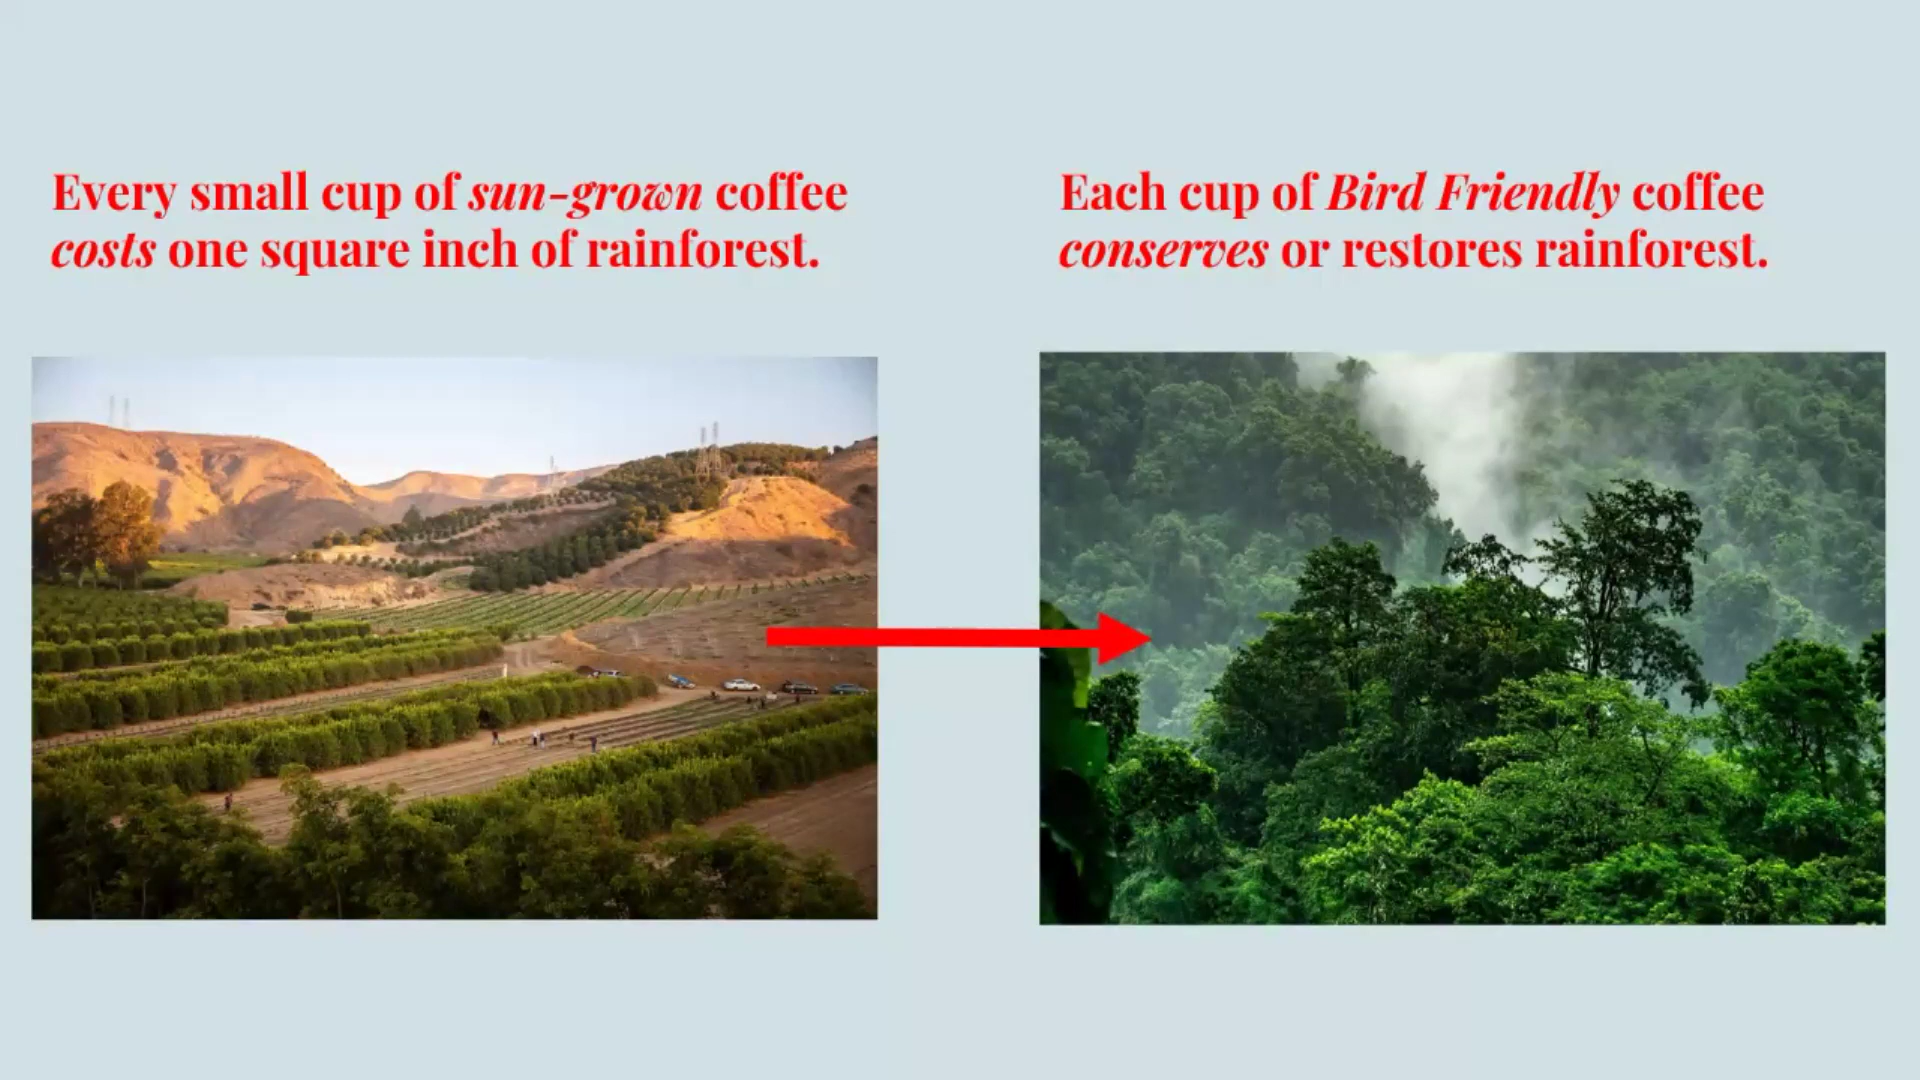 Every small cup of sun-grown coffee
costs one square inch of rainforest.
Each cup of Bird Friendly coffee
conserves or restores rainforest.